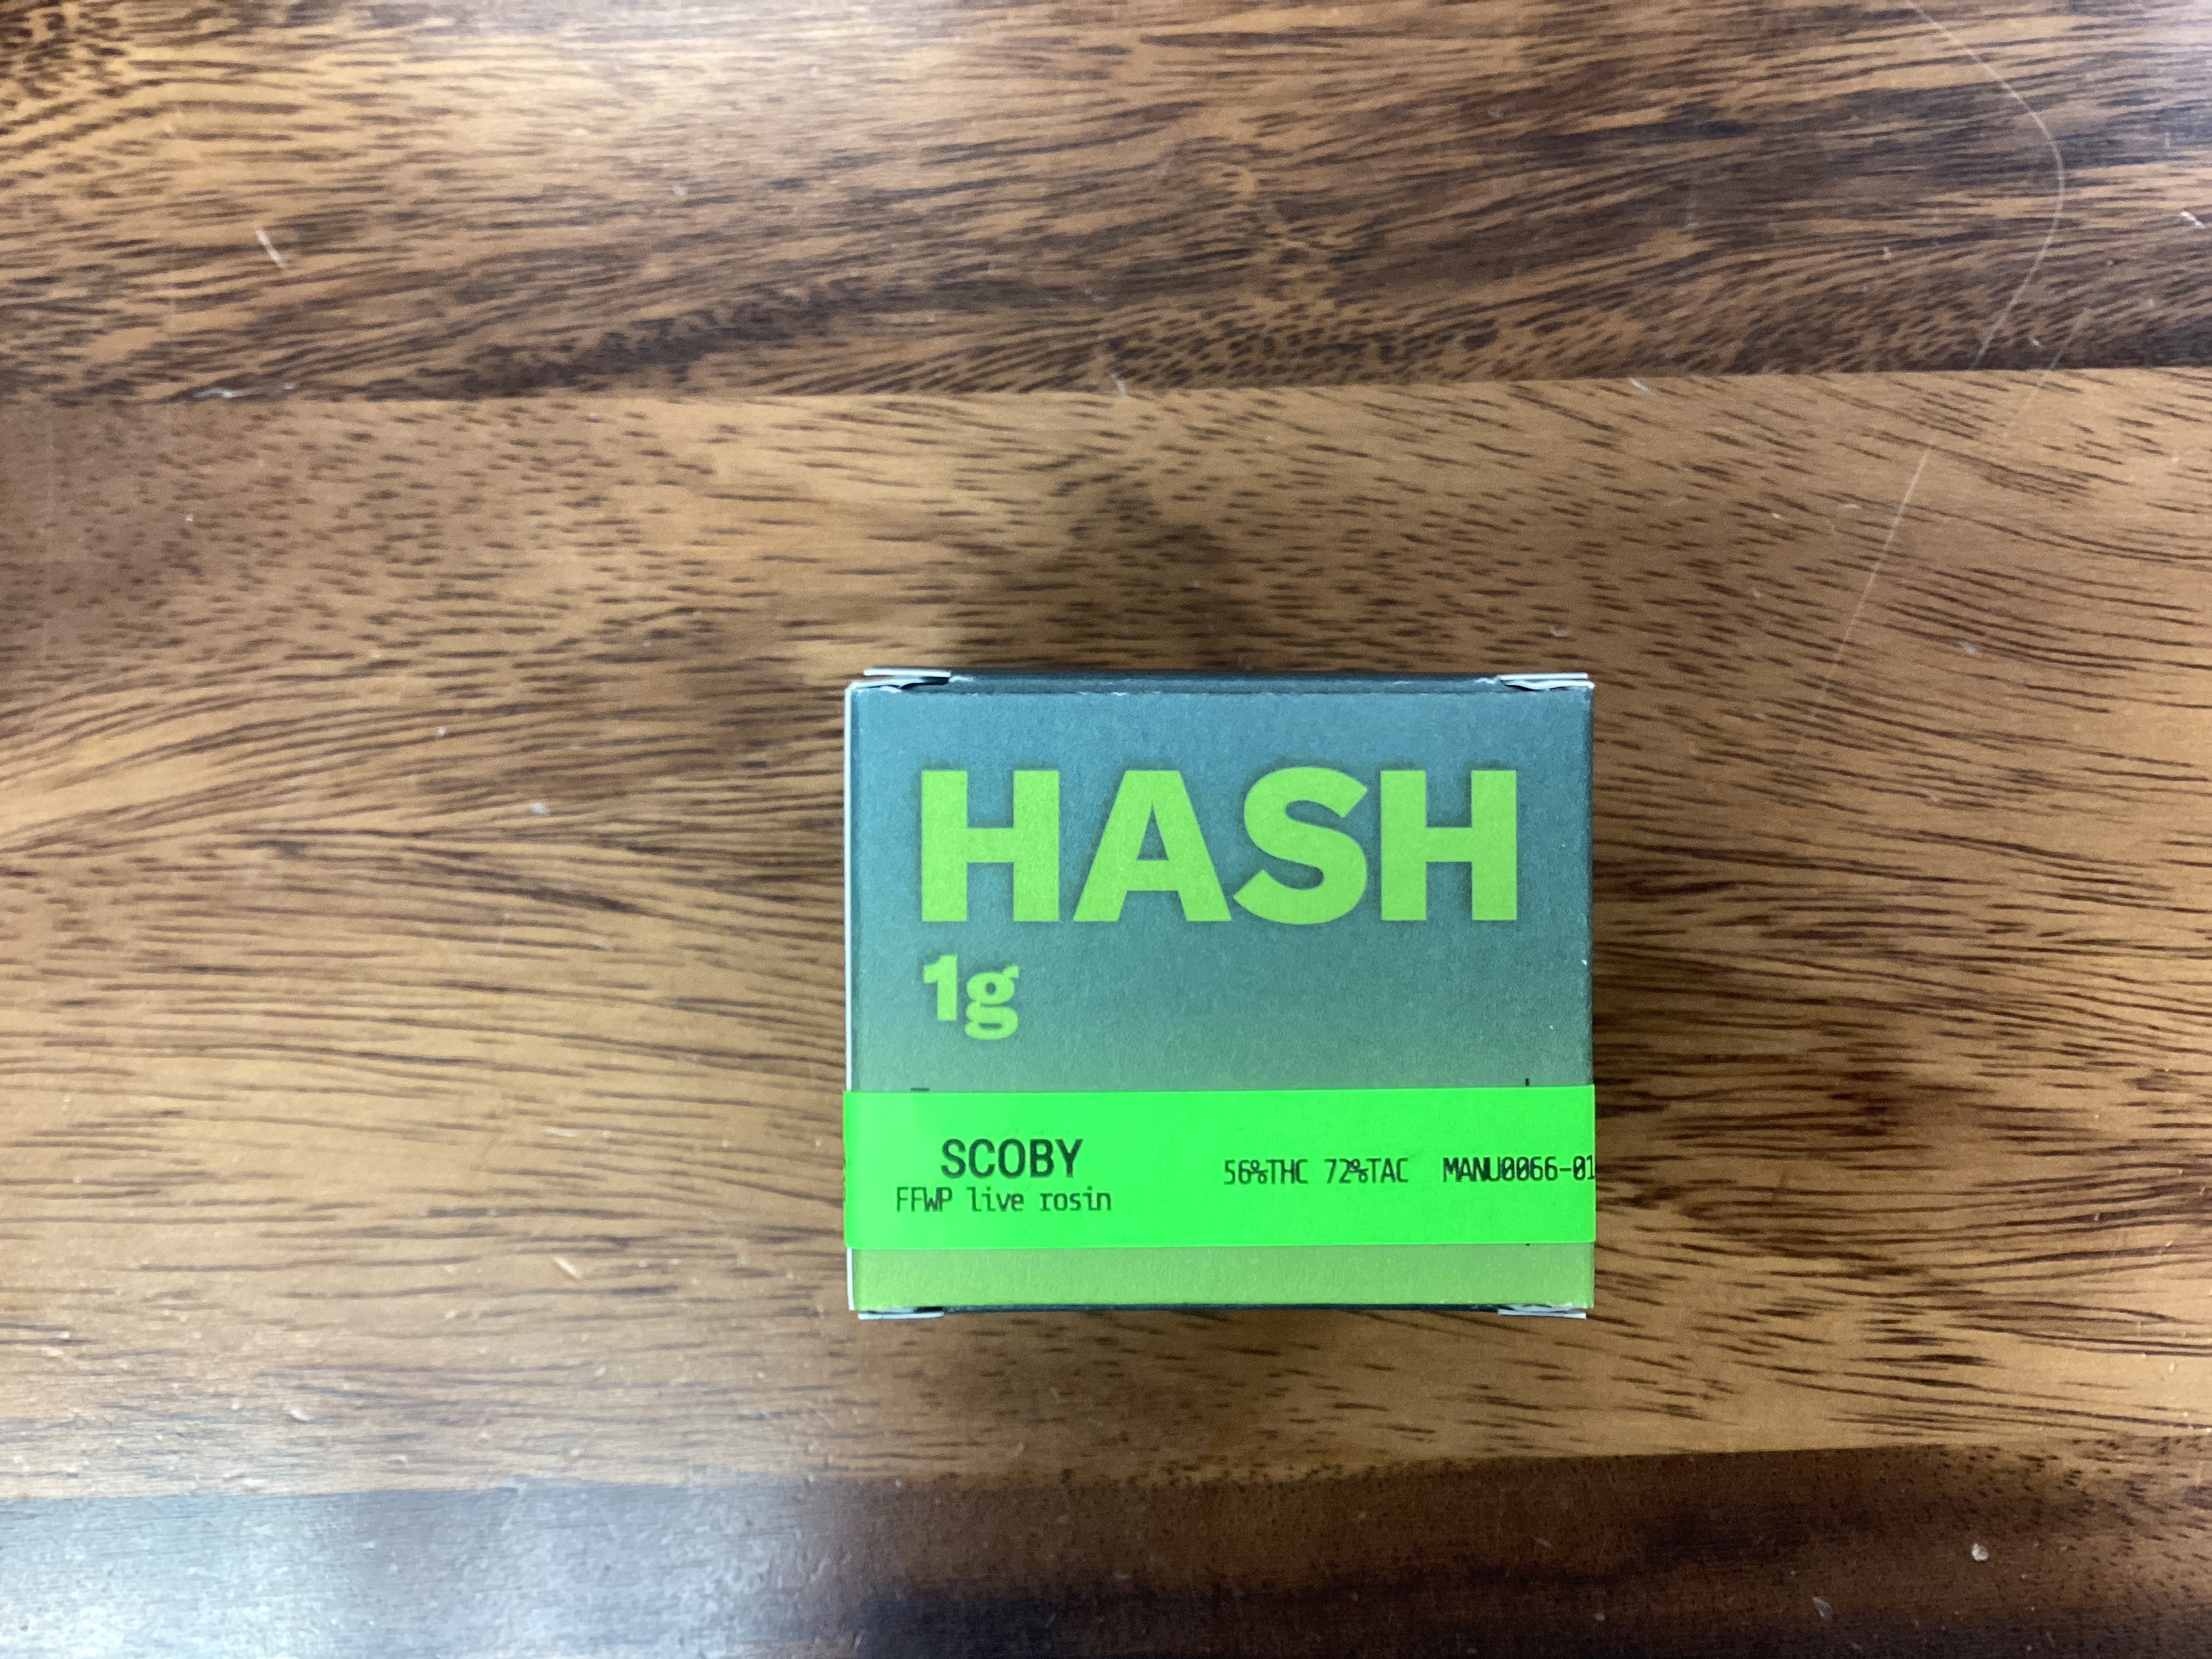 HASH
1g
SCOBY
FFWP live rosin
56%THC 72%TAC MANU0066-01